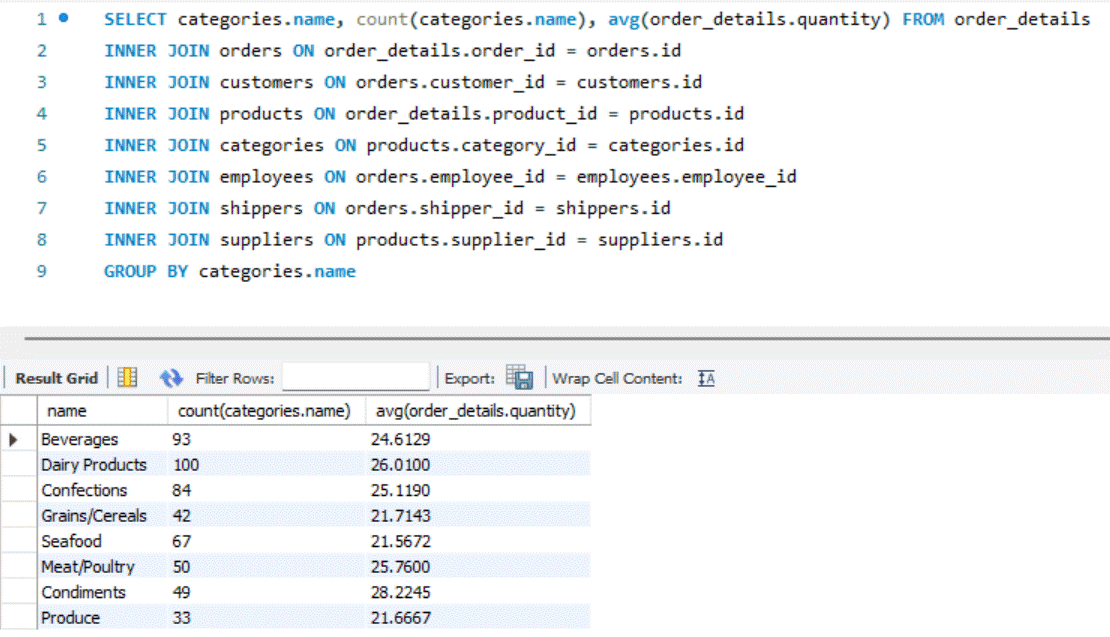 1 SELECT categories.name, count(categories.name), avg(order_details.quantity) FROM order_details
2 INNER JOIN orders ON order_details.order_id = orders.id
3 INNER JOIN customers ON orders.customer_id = customers.id
4 INNER JOIN products ON order_details.product_id = products.id
5 INNER JOIN categories ON products.category_id = categories.id
6 INNER JOIN employees ON orders.employee_id = employees.employee_id
7 INNER JOIN shippers ON orders.shipper_id = shippers.id
8 INNER JOIN suppliers ON products.supplier_id = suppliers.id
9 GROUP BY categories.name
Result Grid Filter Rows: Export: Wrap Cell Content: IA
name count(categories.name) avg(order_details.quantity)
Beverages 93 24.6129
Dairy Products 100 26.0100
Confections 84 25.1190
Grains/Cereals 42 21.7143
Seafood 67 21.5672
Meat/Poultry 50 25.7600
Condiments 49 28.2245
Produce 33 21.6667